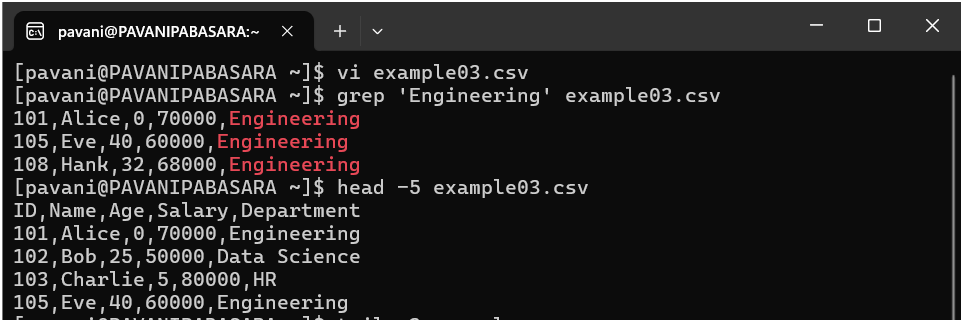 pavani@PAVANIPABASARA:~
[pavani@PAVANIPABASARA ~]$ vi example03.csv
[pavani@PAVANIPABASARA ~]$ grep 'Engineering' example03.csv
101,Alice,0,70000,Engineering
105,Eve,40,60000,Engineering
108,Hank,32,68000,Engineering
[pavani@PAVANIPABASARA ~]$ head -5 example03.csv
ID,Name,Age,Salary,Department
101,Alice,0,70000,Engineering
102,Bob,25,50000,Data Science
103,Charlie,5,80000,HR
105,Eve,40,60000,Engineering